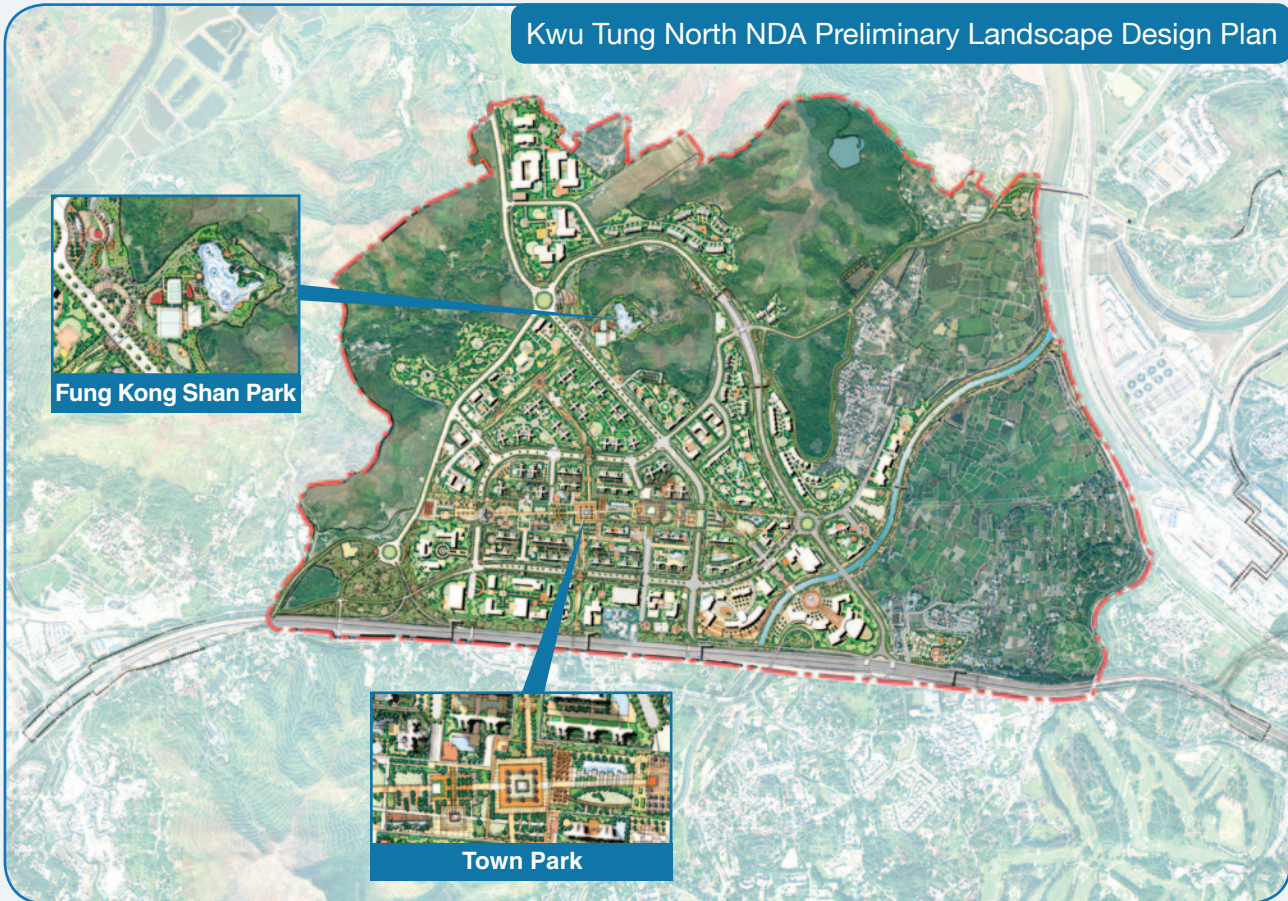 Kwu Tung North NDA Preliminary Landscape Design Plan
Fung Kong Shan Park
Town Park